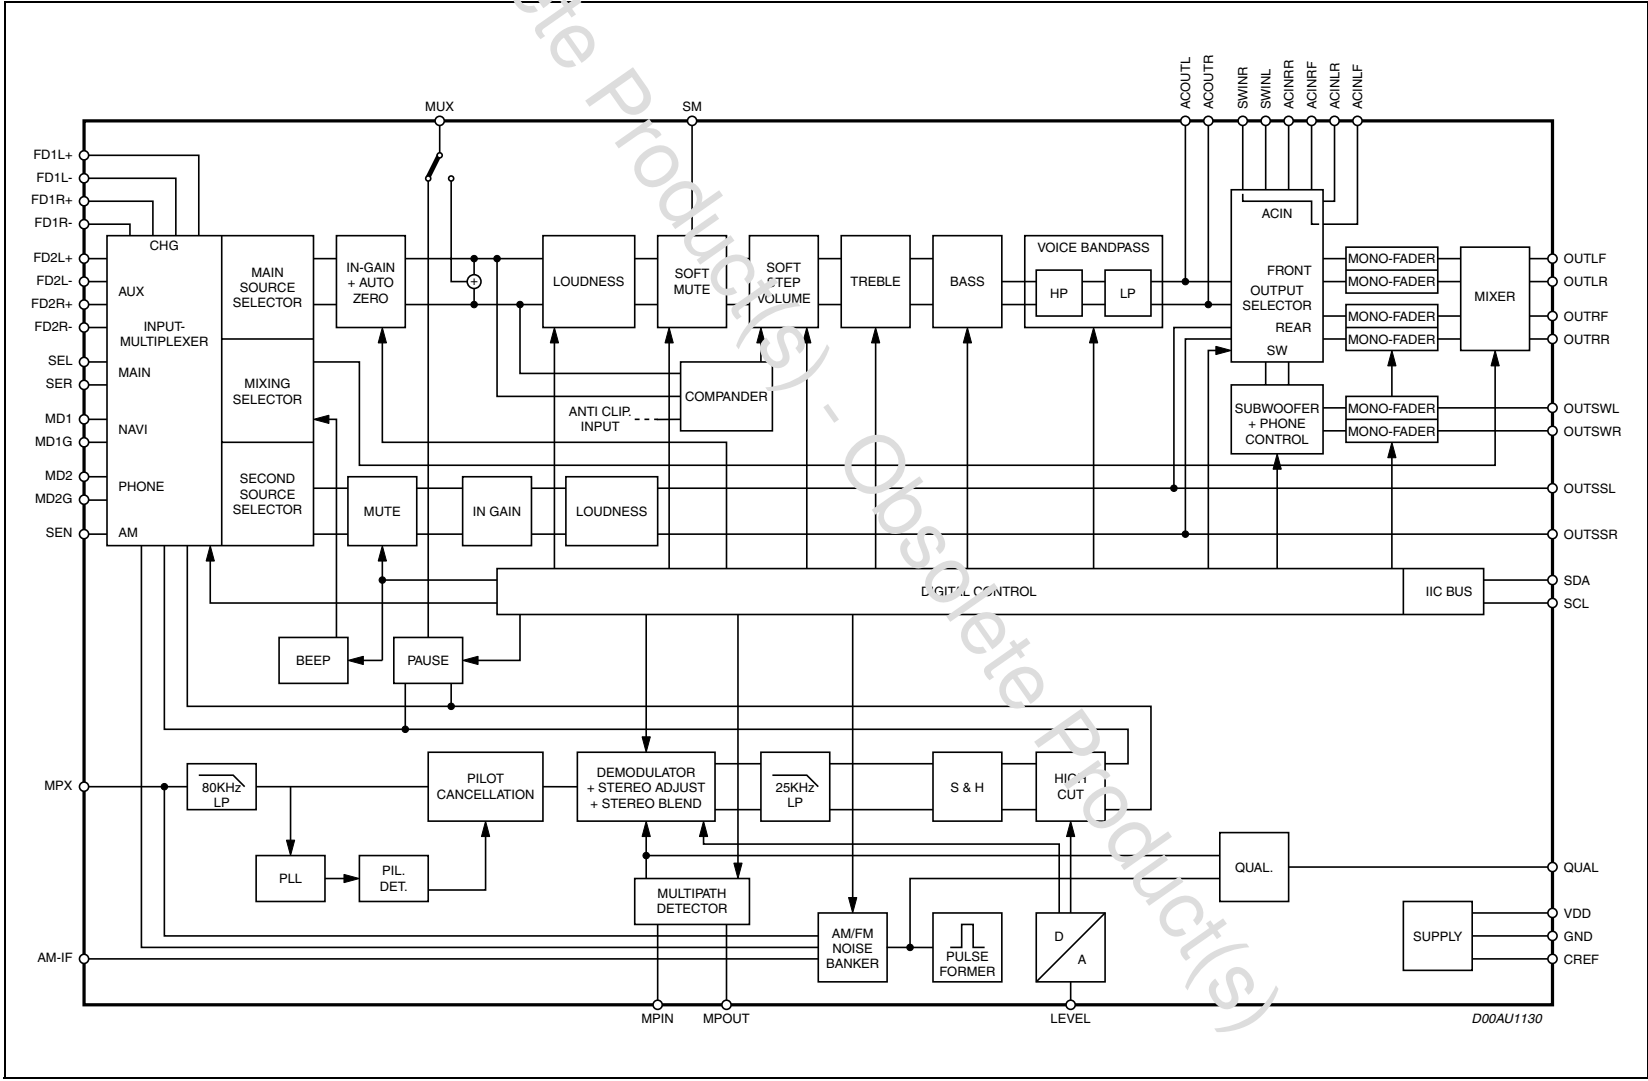 ete Product(s) - Obsolete Product(s)
ACOUTL
ACOUTR
SWINR
SWINL
ACINRR
ACINRF
ACINLR
ACINLF
MUX
SM
FD1L+
FD1L-
FD1R+
FD1R-
FD2L+
FD2L-
FD2R+
FD2R-
SEL
SER
MD1
MD1G
MD2
MD2G
SEN
CHG
AUX
INPUT-
MULTIPLEXER
MAIN
NAVI
PHONE
AM
MAIN
SOURCE
SELECTOR
MIXING
SELECTOR
SECOND
SOURCE
SELECTOR
IN-GAIN
+ AUTO
ZERO
+
LOUDNESS
SOFT
MUTE
SOFT
STEP
VOLUME
TREBLE
BASS
VOICE BANDPASS
HP
LP
ACIN
FRONT
OUTPUT
SELECTOR
REAR
SW
MONO-FADER
MONO-FADER
MONO-FADER
MONO-FADER
MIXER
OUTLF
OUTLR
OUTRF
OUTRR
COMPANDER
ANTI CLIP.
INPUT
SUBWOOFER
+ PHONE
CONTROL
MONO-FADER
MONO-FADER
OUTSWL
OUTSWR
MUTE
IN GAIN
LOUDNESS
OUTSSL
OUTSSR
DIGITAL CONTROL
IIC BUS
SDA
SCL
BEEP
PAUSE
MPX
80KHz
LP
PILOT
CANCELLATION
DEMODULATOR
+ STEREO ADJUST
+ STEREO BLEND
25KHz
LP
S & H
HIGH
CUT
PLL
PIL.
DET.
MULTIPATH
DETECTOR
QUAL.
QUAL
AM-IF
AM/FM
NOISE
BANKER
PULSE
FORMER
D
A
SUPPLY
VDD
GND
CREF
MPIN
MPOUT
LEVEL
D00AU1130